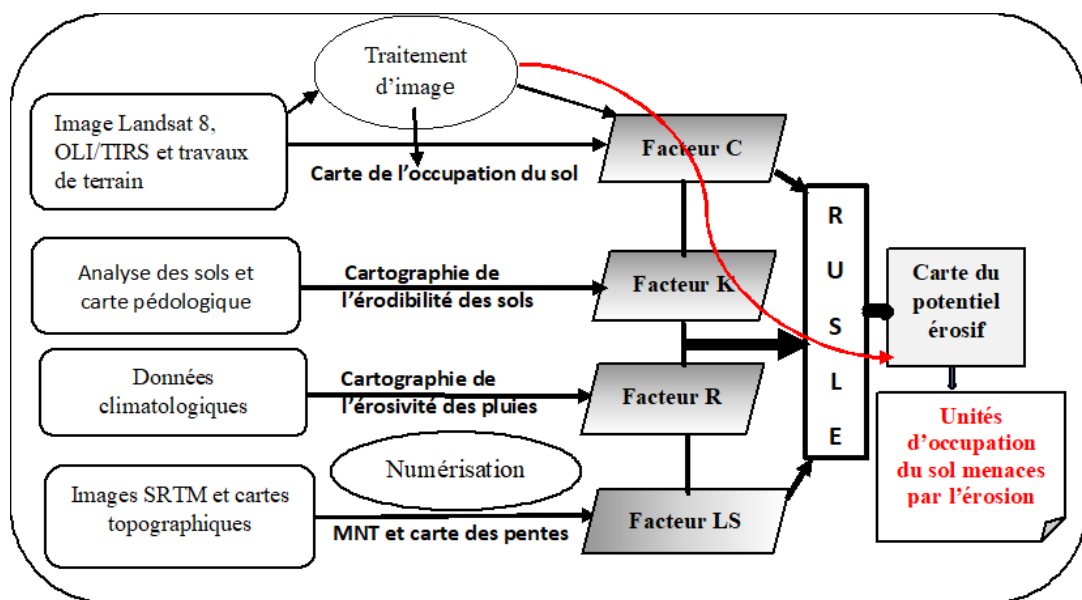 Traitement
d'image
Image Landsat 8,
OLI/TIRS et travaux
de terrain
Facteur C
Carte de l'occupation du sol
Analyse des sols et
carte pédologique
Cartographie de
l'érodibilité des sols
Facteur K
Données
climatologiques
Cartographie de
l'érosivité des pluies
Facteur R
Images SRTM et cartes
topographiques
Numérisation
MNT et carte des pentes
Facteur LS
R
U
S
L
E
Carte du
potentiel
érosif
Unités
d'occupation
du sol menaces
par l'érosion